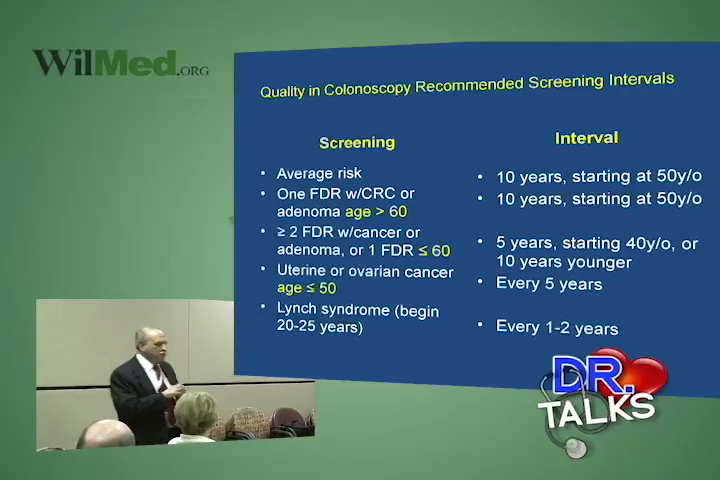 WilMed.ORG
Quality in Colonoscopy Recommended Screening Intervals
Screening
• Average risk
• One FDR w/CRC or
adenoma age > 60
• ≥ 2 FDR w/cancer or
adenoma, or 1 FDR ≤ 60
• Uterine or ovarian cancer
age ≤ 50
• Lynch syndrome (begin
20-25 years)
Interval
• 10 years, starting at 50y/o
• 10 years, starting at 50y/o
• 5 years, starting 40y/o, or
10 years younger
• Every 5 years
• Every 1-2 years
DR.
TALKS